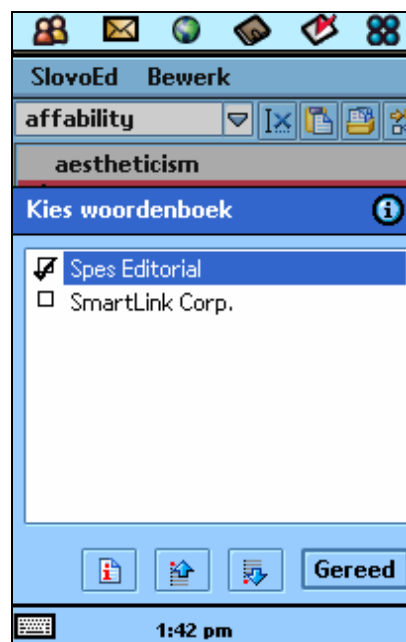 SlovoEd Bewerk
affability
aestheticism
Kies woordenboek
Spes Editorial
SmartLink Corp.
Gereed
1:42 pm